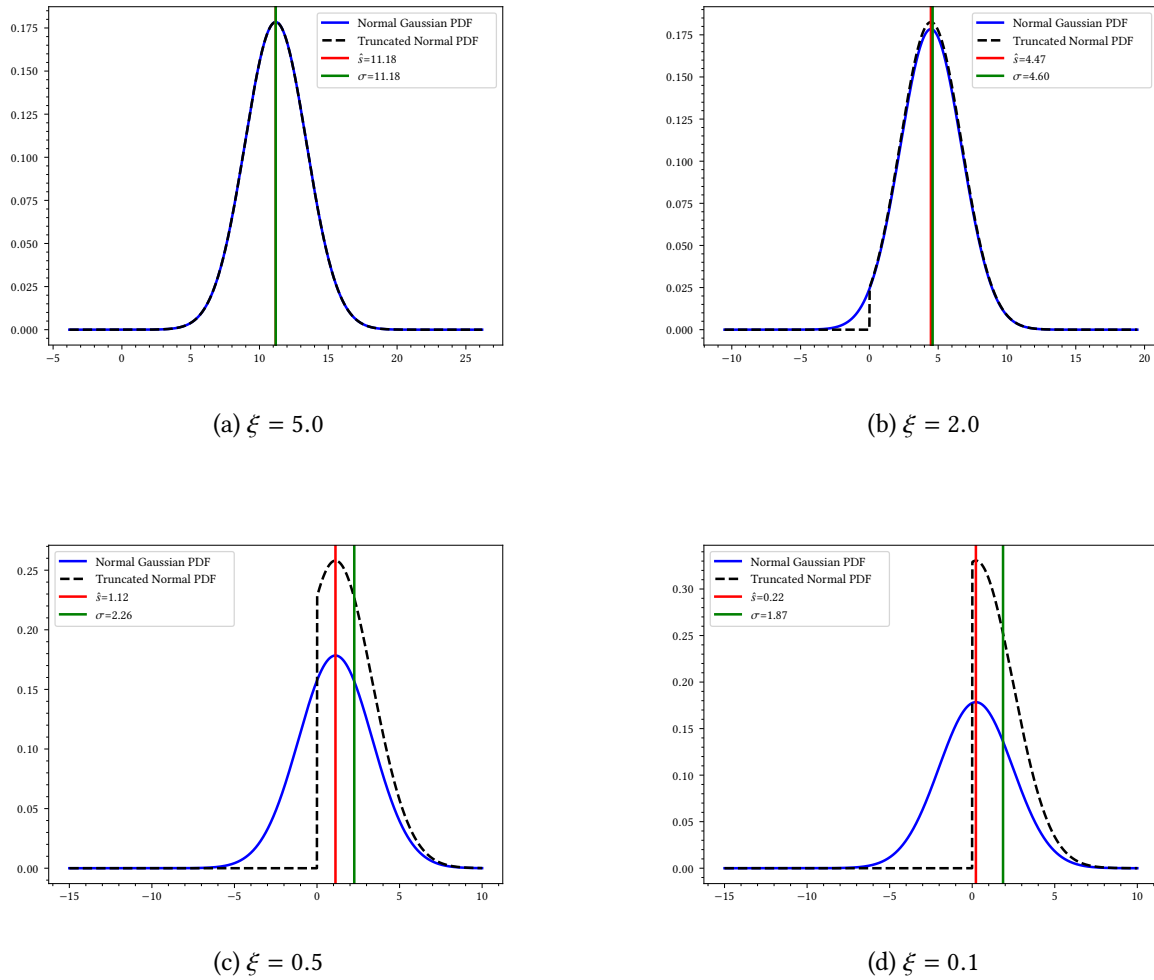 0.175
0.150
0.125
0.100
0.075
0.050
0.025
0.000
−5
0
5
10
15
20
25
Normal Gaussian PDF
Truncated Normal PDF
ŝ=11.18
σ=11.18
(a) ξ = 5.0
0.175
0.150
0.125
0.100
0.075
0.050
0.025
0.000
−10
−5
0
5
10
15
20
Normal Gaussian PDF
Truncated Normal PDF
ŝ=4.47
σ=4.60
(b) ξ = 2.0
0.25
0.20
0.15
0.10
0.05
0.00
−15
−10
−5
0
5
10
Normal Gaussian PDF
Truncated Normal PDF
ŝ=1.12
σ=2.26
(c) ξ = 0.5
0.30
0.25
0.20
0.15
0.10
0.05
0.00
−15
−10
−5
0
5
10
Normal Gaussian PDF
Truncated Normal PDF
ŝ=0.22
σ=1.87
(d) ξ = 0.1